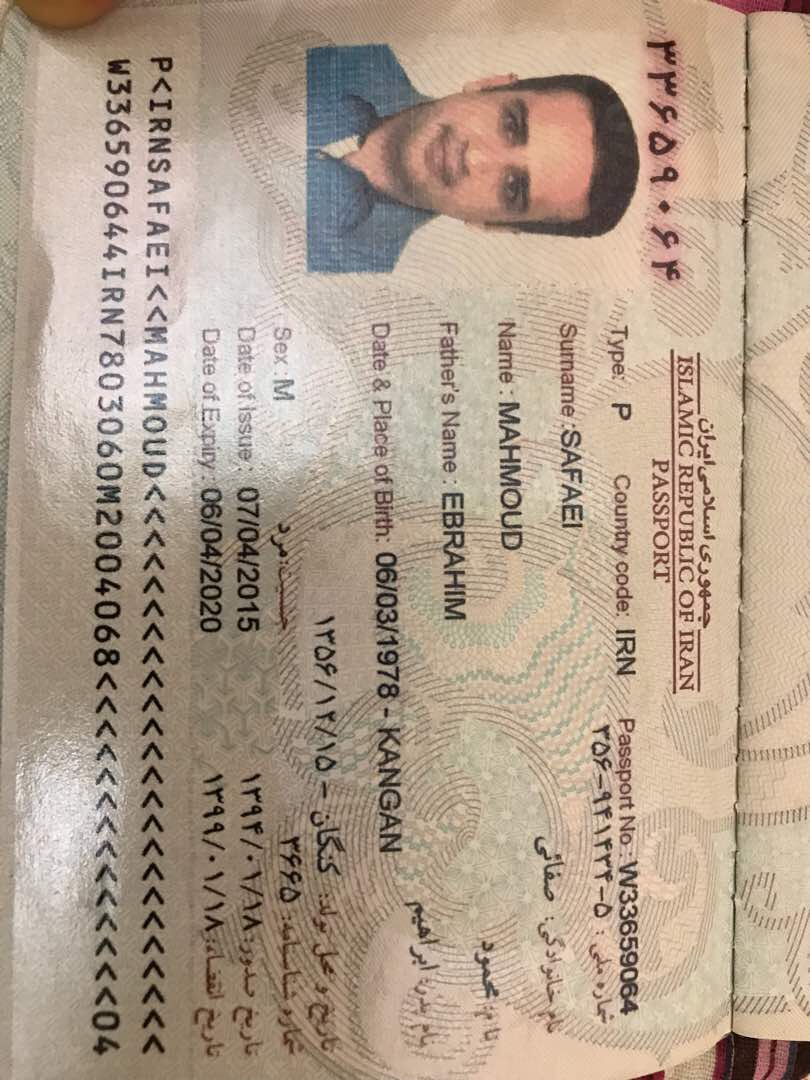 ۳۳۶۵۹۰۶۴
جمهوری اسلامی ایران
ISLAMIC REPUBLIC OF IRAN
PASSPORT
Type: P Country code: IRN Passport No : W33659064
شماره ملی : ۳۵۶-۹۴۱۴۳۴-۵
Surname :SAFAEI
نام خانوادگی: صفائی
Name : MAHMOUD
نام: محمود
Father's Name : EBRAHIM
نام پدر: ابراهیم
Date & Place of Birth: 06/03/1978 - KANGAN
تاریخ و محل تولد: کنگان - ۱۳۵۶/۱۲/۱۵
Sex: M جنسیت: مرد شماره شناسنامه: ۳۶۶۵
Date of Issue: 07/04/2015 تاریخ صدور: ۱۳۹۴/۰۱/۱۸
Date of Expiry: 06/04/2020 تاریخ انقضاء: ۱۳۹۹/۰۱/۱۸
P<IRNSAFAEI<<MAHMOUD<<<<<<<<<<<<<<<<<<<<<<<<
W336590644IRN7803060M2004068<<<<<<<<<<<<<<04